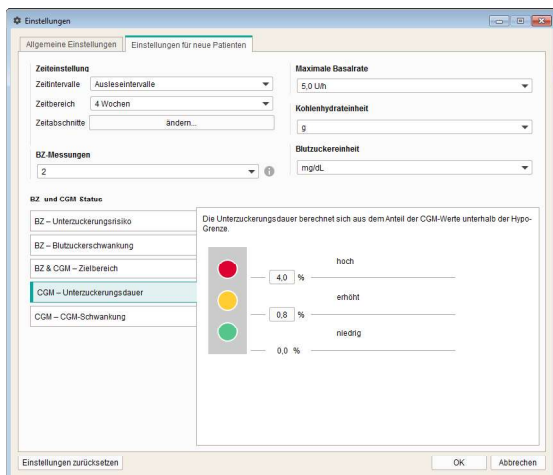 Einstellungen
Allgemeine Einstellungen
Einstellungen für neue Patienten
Zeiteinstellung
Zeitintervalle
Ausleseintervalle
Zeitbereich
4 Wochen
Zeitabschnitte
ändern...
BZ-Messungen
2
Maximale Basalrate
5,0 U/h
Kohlenhydrateinheit
g
Blutzuckereinheit
mg/dL
BZ und CGM Status
BZ – Unterzuckerungsrisiko
BZ – Blutzuckerschwankung
BZ & CGM – Zielbereich
CGM – Unterzuckerungsdauer
CGM – CGM-Schwankung
Die Unterzuckerungsdauer berechnet sich aus dem Anteil der CGM-Werte unterhalb der Hypo-
Grenze.
hoch
4,0 %
erhöht
0,8 %
niedrig
0,0 %
Einstellungen zurücksetzen
OK
Abbrechen